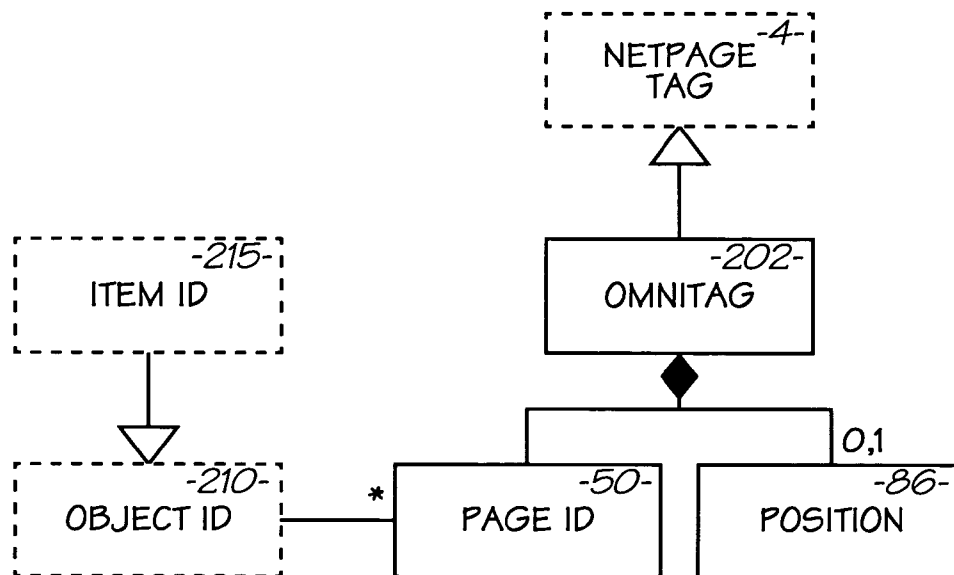 -4-
NETPAGE
TAG
-215-
ITEM ID
-202-
OMNITAG
0,1
-210-
OBJECT ID
*
-50-
PAGE ID
-86-
POSITION